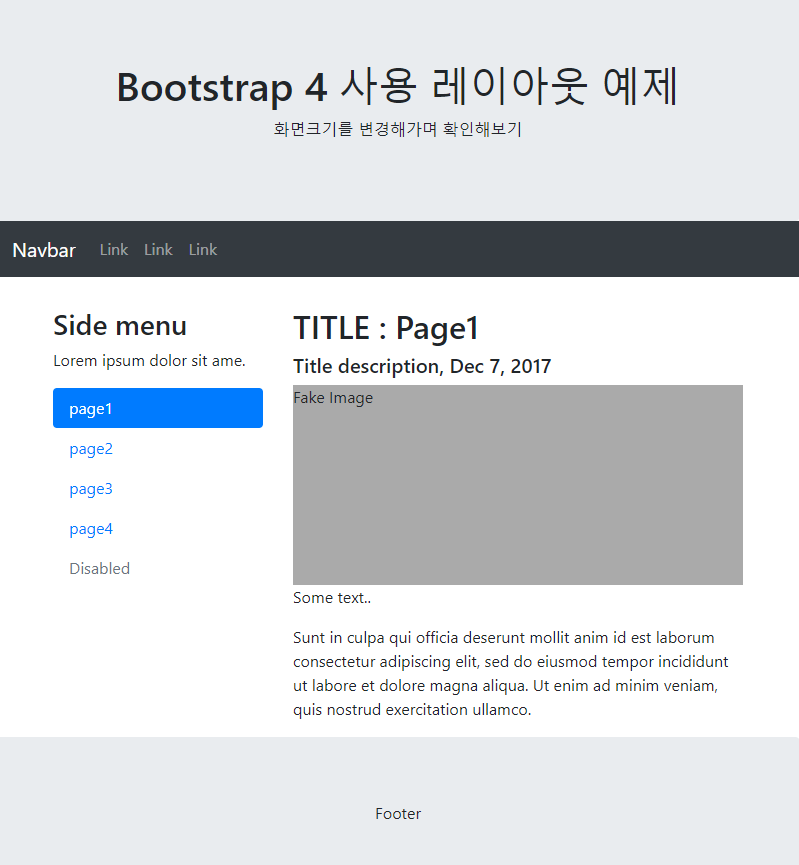 Bootstrap 4 사용 레이아웃 예제
화면크기를 변경해가며 확인해보기
Navbar Link Link Link
Side menu
Lorem ipsum dolor sit ame.
page1
page2
page3
page4
Disabled
TITLE : Page1
Title description, Dec 7, 2017
Fake Image
Some text..
Sunt in culpa qui officia deserunt mollit anim id est laborum
consectetur adipiscing elit, sed do eiusmod tempor incididunt
ut labore et dolore magna aliqua. Ut enim ad minim veniam,
quis nostrud exercitation ullamco.
Footer